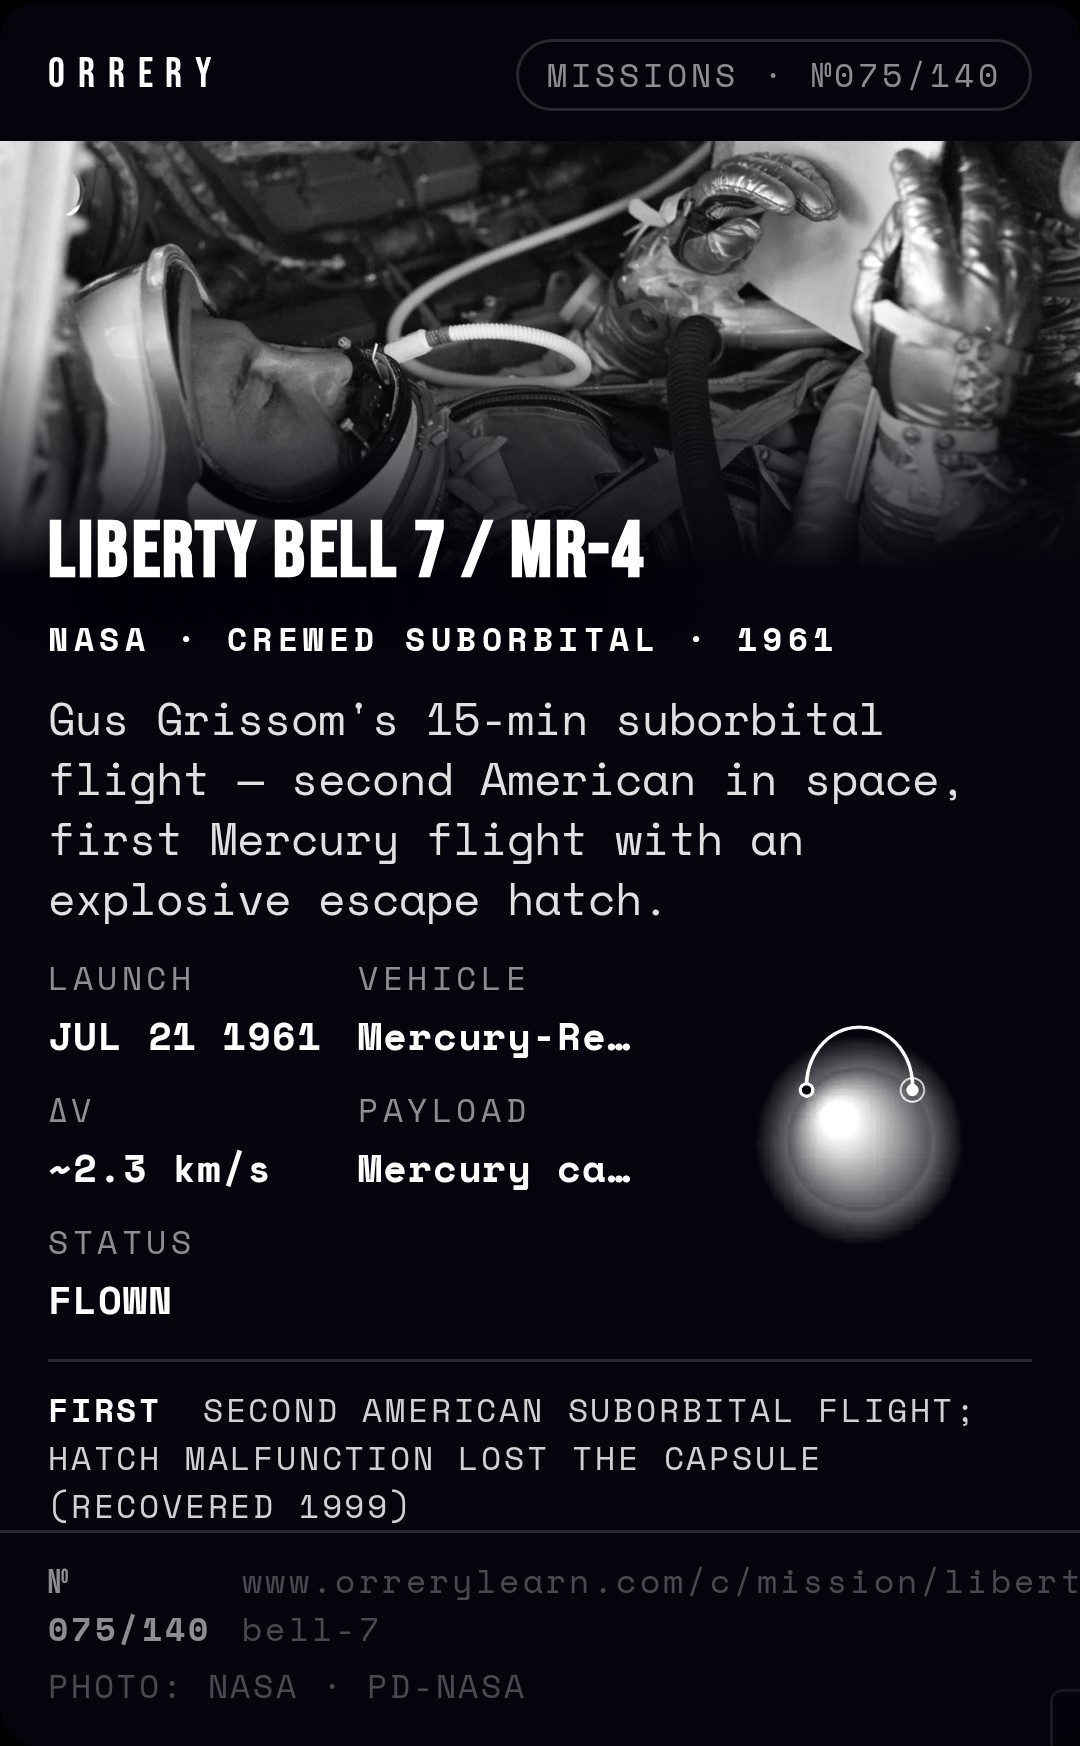 ORRERY
MISSIONS · №075/140
LIBERTY BELL 7 / MR-4
NASA · CREWED SUBORBITAL · 1961
Gus Grissom's 15-min suborbital
flight — second American in space,
first Mercury flight with an
explosive escape hatch.
LAUNCH VEHICLE
JUL 21 1961 Mercury-Re…
ΔV PAYLOAD
~2.3 km/s Mercury ca…
STATUS
FLOWN
FIRST SECOND AMERICAN SUBORBITAL FLIGHT;
HATCH MALFUNCTION LOST THE CAPSULE
(RECOVERED 1999)
№ www.orrerylearn.com/c/mission/libert
075/140 bell-7
PHOTO: NASA · PD-NASA